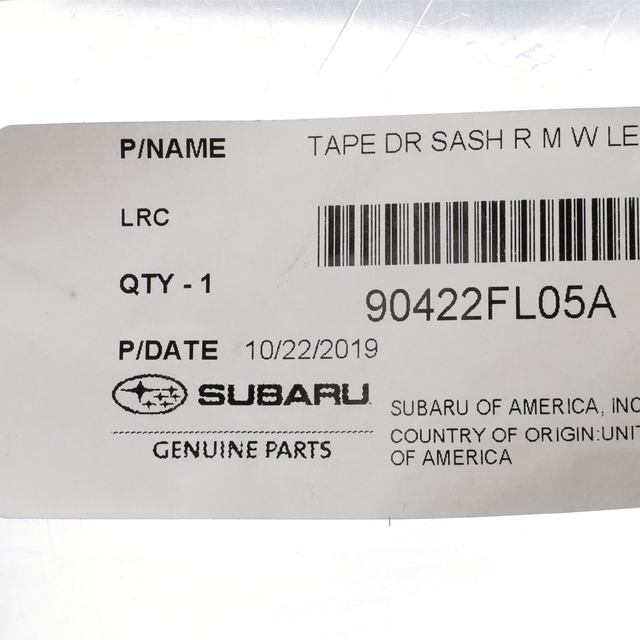 P/NAME TAPE DR SASH R M W LE
LRC
QTY - 1
90422FL05A
P/DATE 10/22/2019
SUBARU
GENUINE PARTS
SUBARU OF AMERICA, INC
COUNTRY OF ORIGIN:UNIT
OF AMERICA